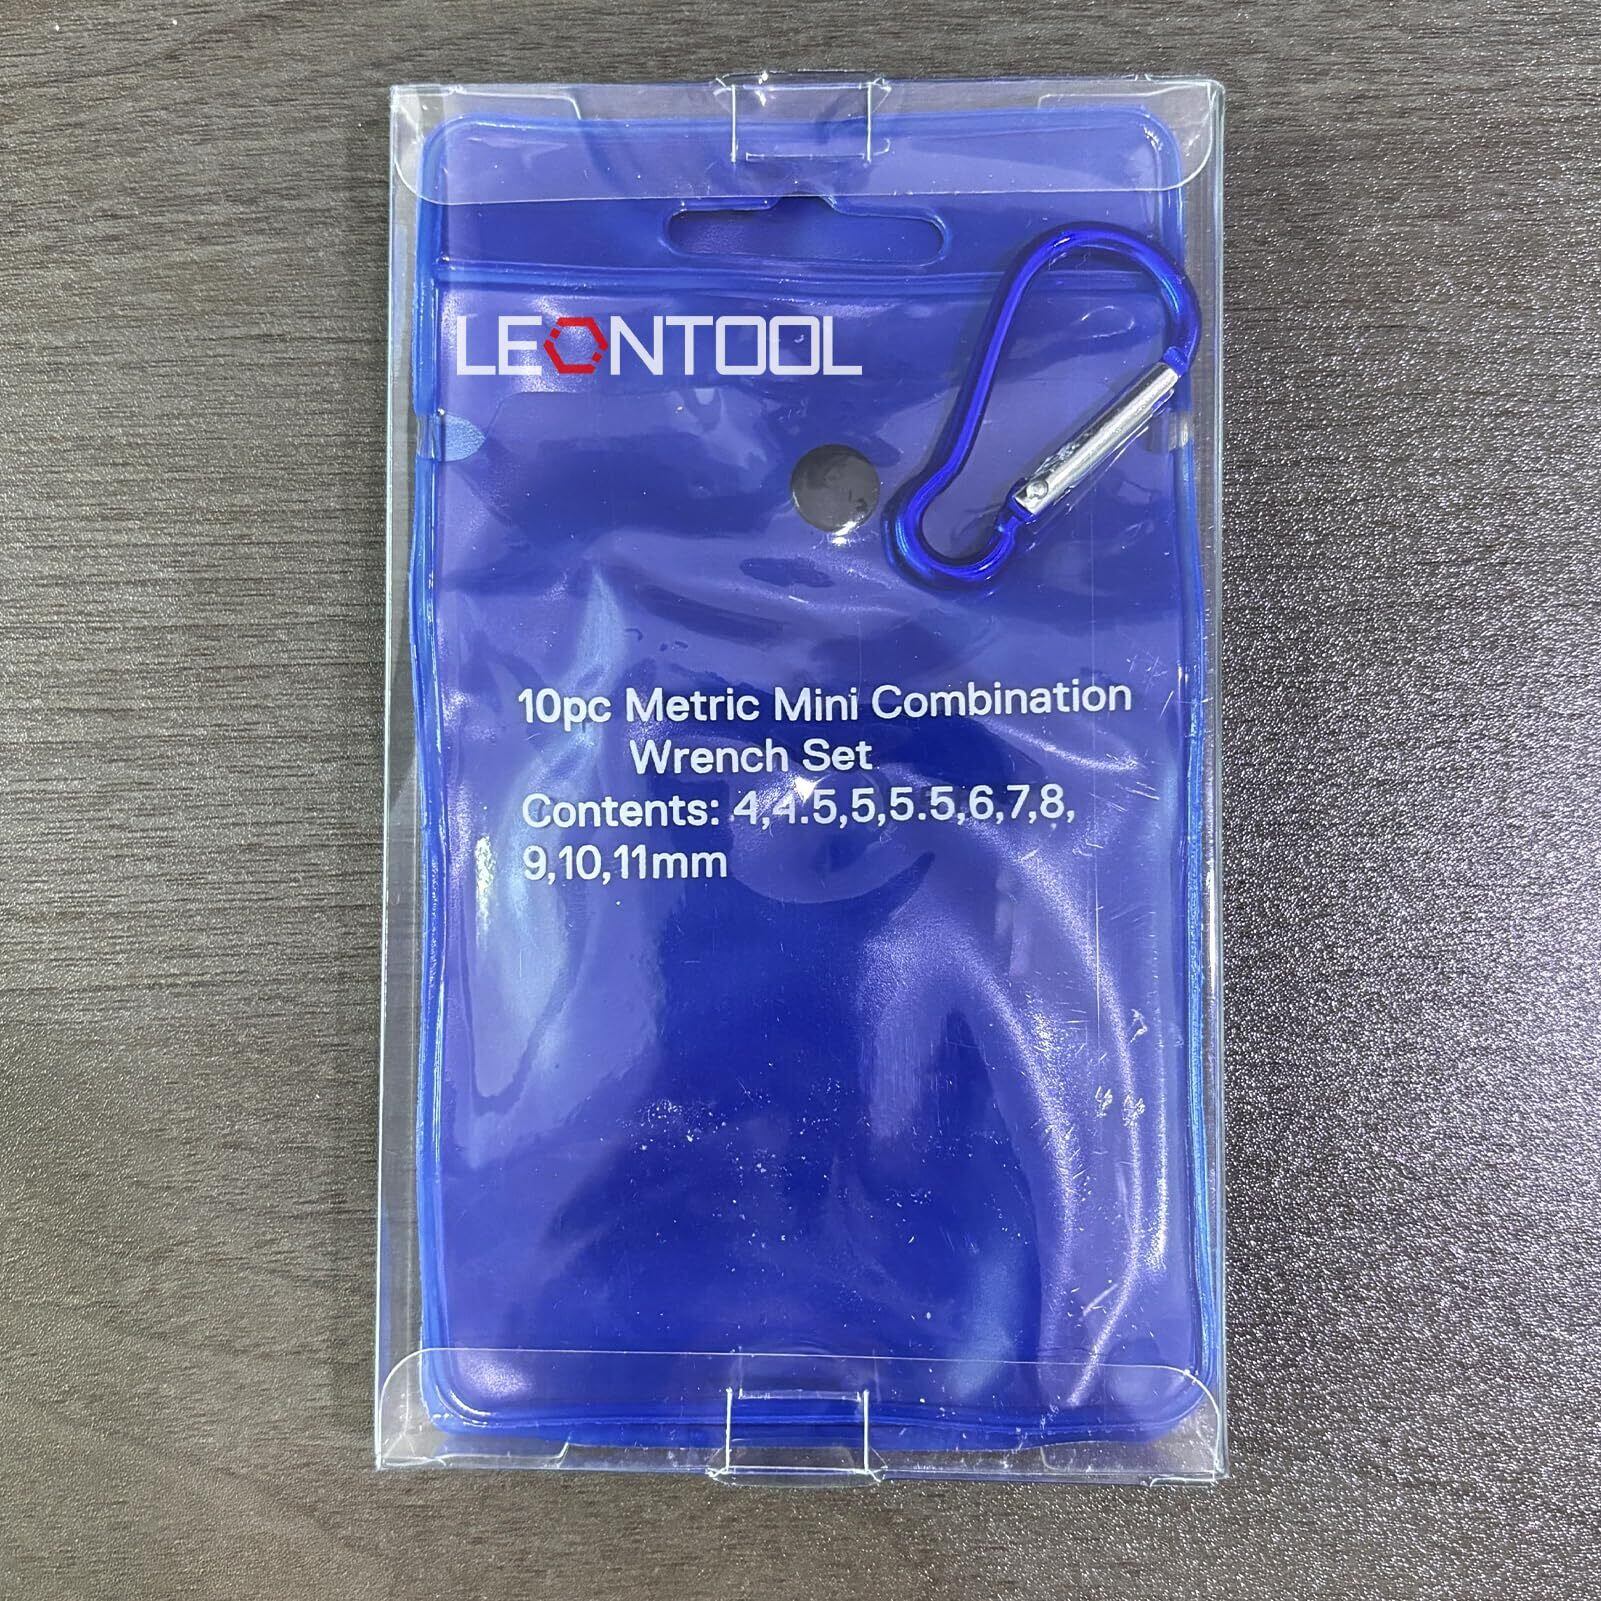 LEONTOOL
10pc Metric Mini Combination
Wrench Set
Contents: 4,4.5,5,5.5,6,7,8,
9,10,11mm